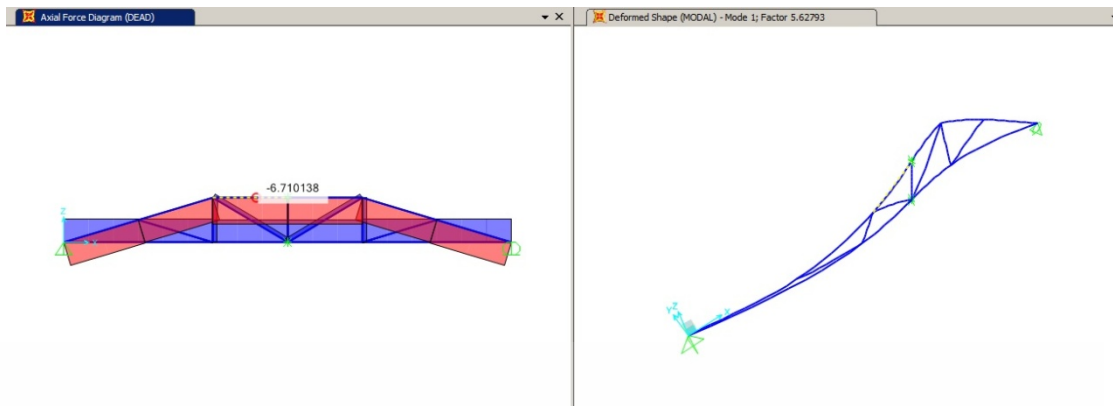 Axial Force Diagram (DEAD)
Deformed Shape (MODAL) - Mode 1; Factor 5.62793
-6.710138
Z
X
Z
Y
X